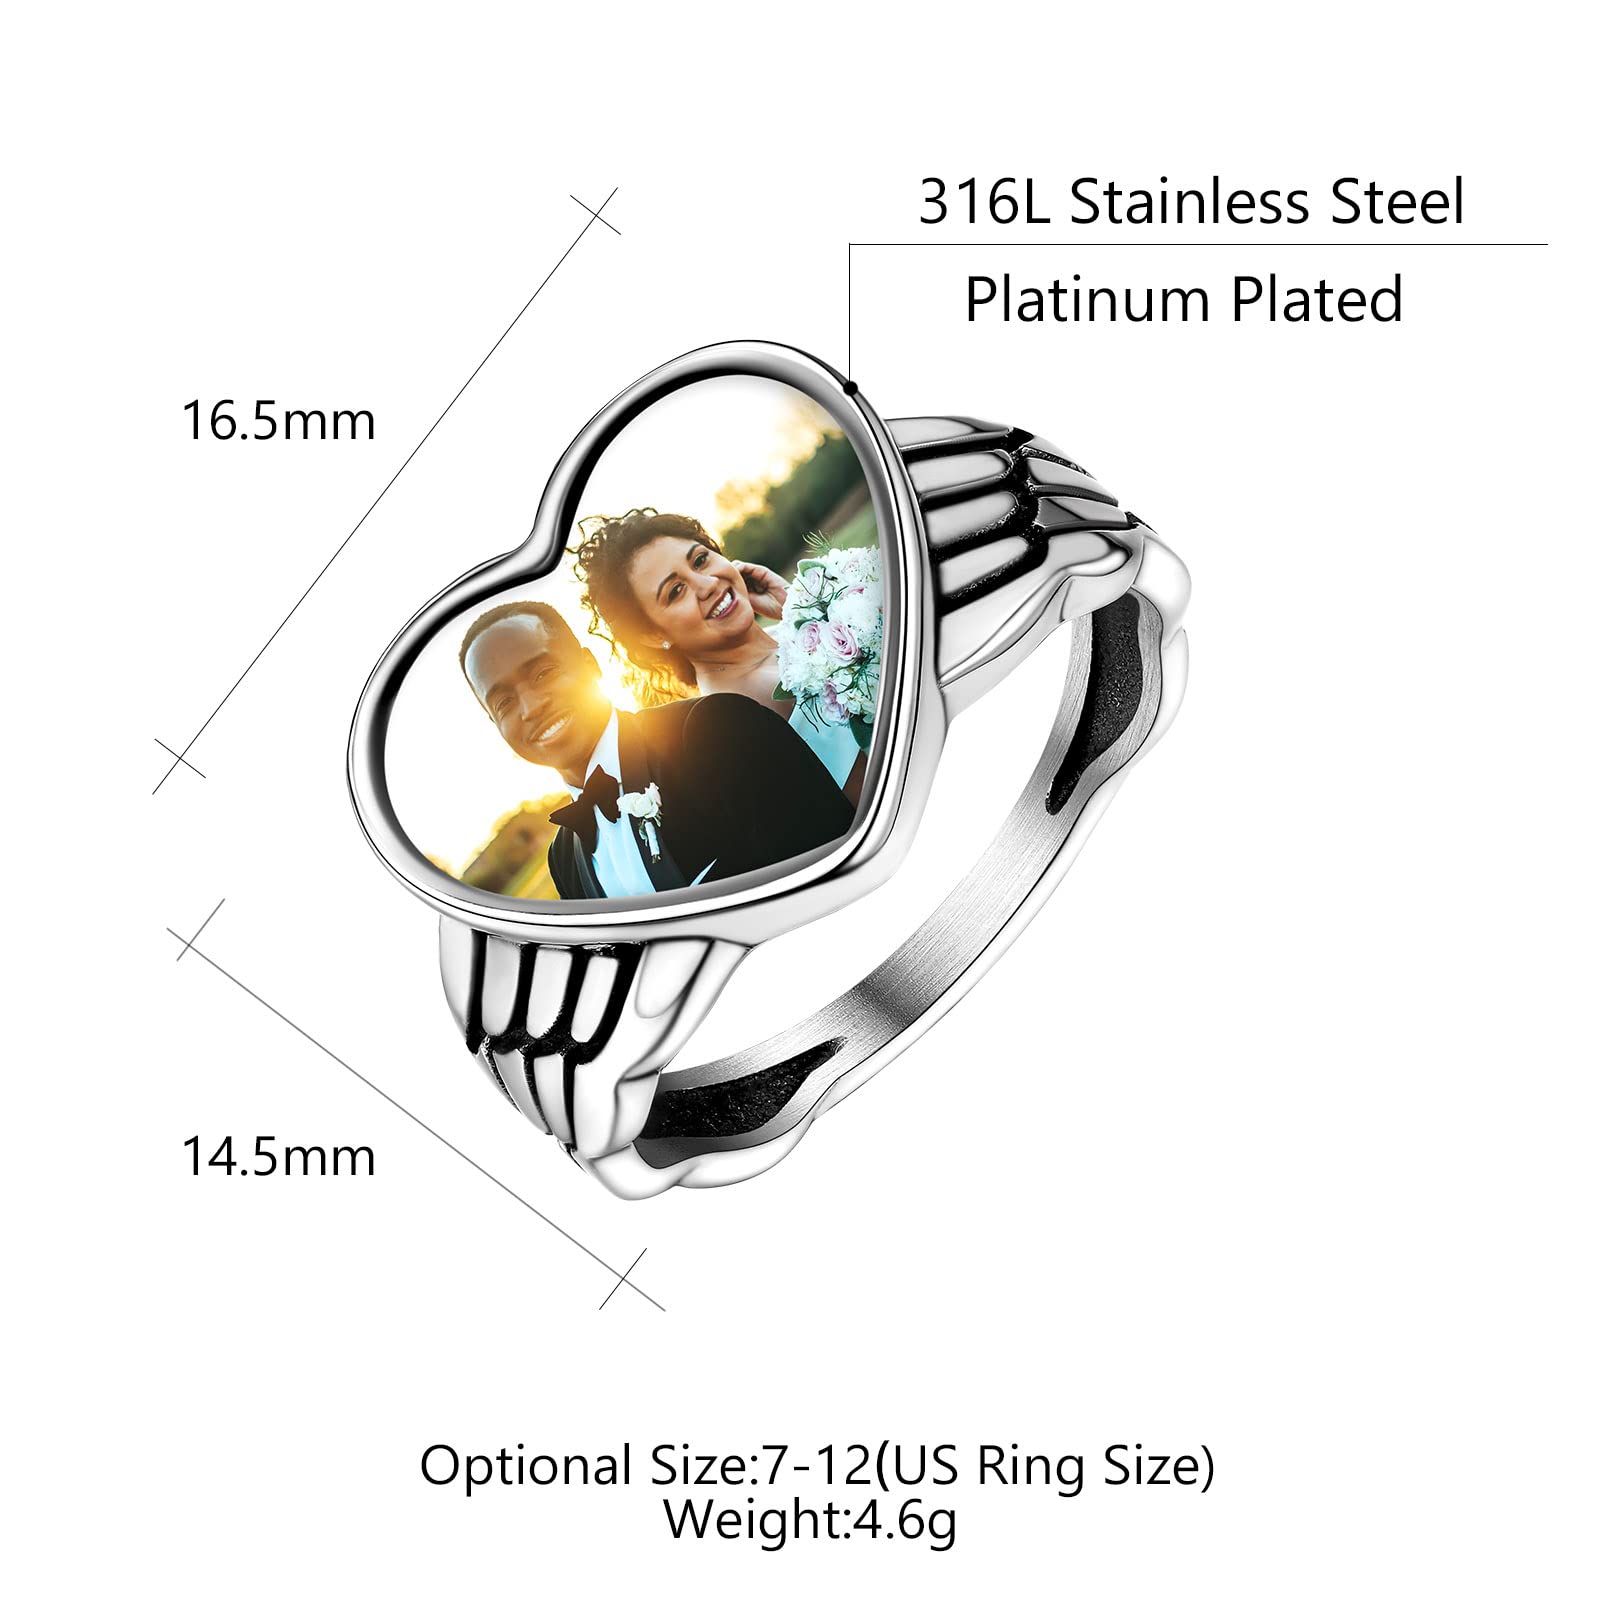 316L Stainless Steel
Platinum Plated
16.5mm
14.5mm
Optional Size:7-12(US Ring Size)
Weight:4.6g